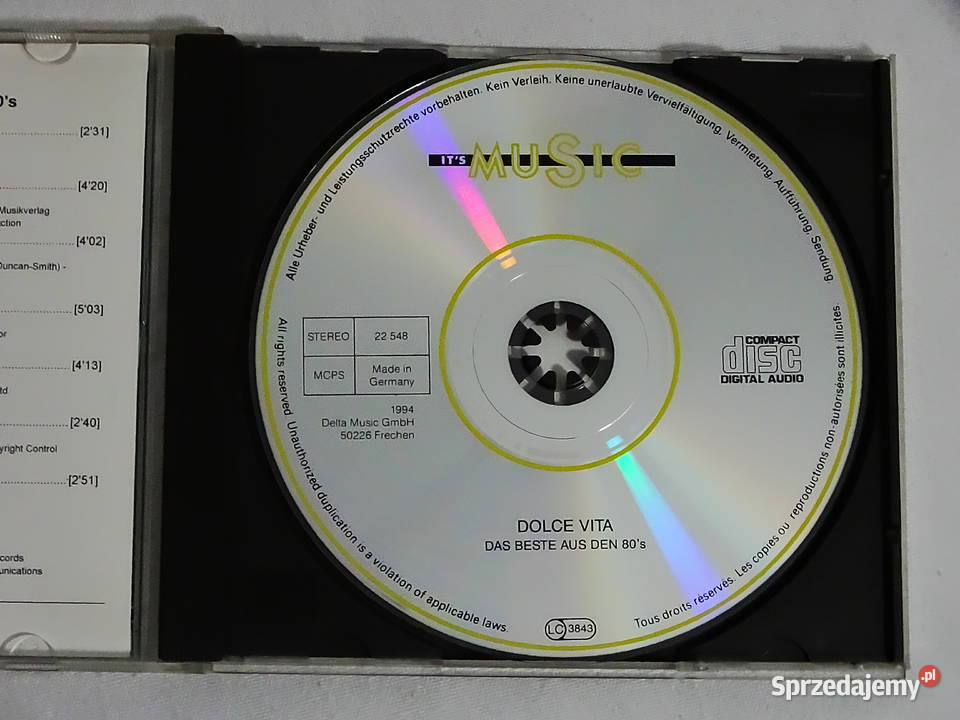 0's
[2'31]
[4'20]
Musikverlag
ction
[4'02]
Duncan-Smith) -
[5'03]
or
[4'13]
td
[2'40]
yright Control
[2'51]
cords
unications
Alle Urheber- und Leistungsschutzrechte vorbehalten. Kein Verleih. Keine unerlaubte Vervielfältigung, Vermietung, Aufführung, Sendung
IT'S MUSIC
STEREO 22 548
MCPS Made in
Germany
1994
Delta Music GmbH
50226 Frechen
COMPACT
disc
DIGITAL AUDIO
DOLCE VITA
DAS BESTE AUS DEN 80's
All rights reserved. Unauthorized duplication is a violation of applicable laws.
Tous droits réservés. Les copies ou reproductions non-autorisées sont illicites.
LC 3843
Sprzedajemy.pl